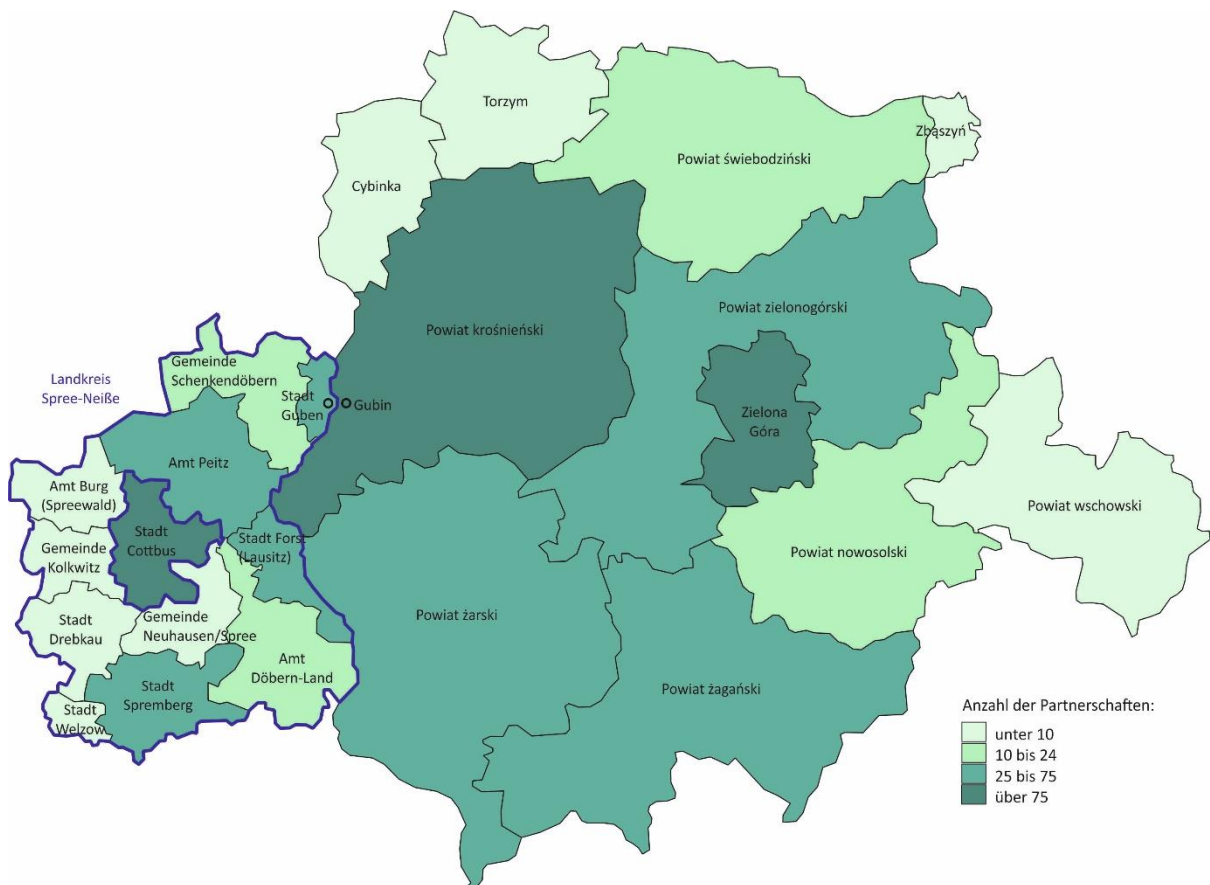 Torzym
Zbąszyń
Powiat świebodziński
Cybinka
Powiat zielonogórski
Powiat krośnieński
Gemeinde
Schenkendöbern
Landkreis
Spree-Neiße
Stadt
Guben
Gubin
Zielona
Góra
Amt Peitz
Amt Burg
(Spreewald)
Powiat wschowski
Stadt
Cottbus
Stadt Forst
(Lausitz)
Gemeinde
Kolkwitz
Powiat nowosolski
Stadt
Drebkau
Gemeinde
Neuhausen/Spree
Powiat żarski
Amt
Döbern-Land
Powiat żagański
Stadt
Spremberg
Stadt
Welzow
Anzahl der Partnerschaften:
unter 10
10 bis 24
25 bis 75
über 75